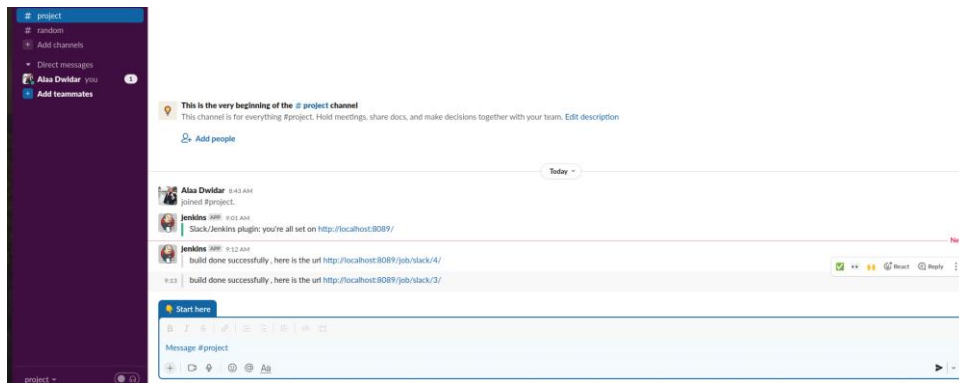 # project
# random
+ Add channels
Direct messages
Alaa Dwidar you 1
+ Add teammates
This is the very beginning of the # project channel
This channel is for everything #project. Hold meetings, share docs, and make decisions together with your team. Edit description
Add people
Today
Alaa Dwidar 8:43 AM
joined #project.
jenkins APP 9:01 AM
Slack/Jenkins plugin: you're all set on http://localhost:8089/
jenkins APP 9:12 AM
build done successfully , here is the url http://localhost:8089/job/slack/4/
React Reply
9:13 build done successfully , here is the url http://localhost:8089/job/slack/3/
Start here
B I S
Message #project
+ @ Aa
project